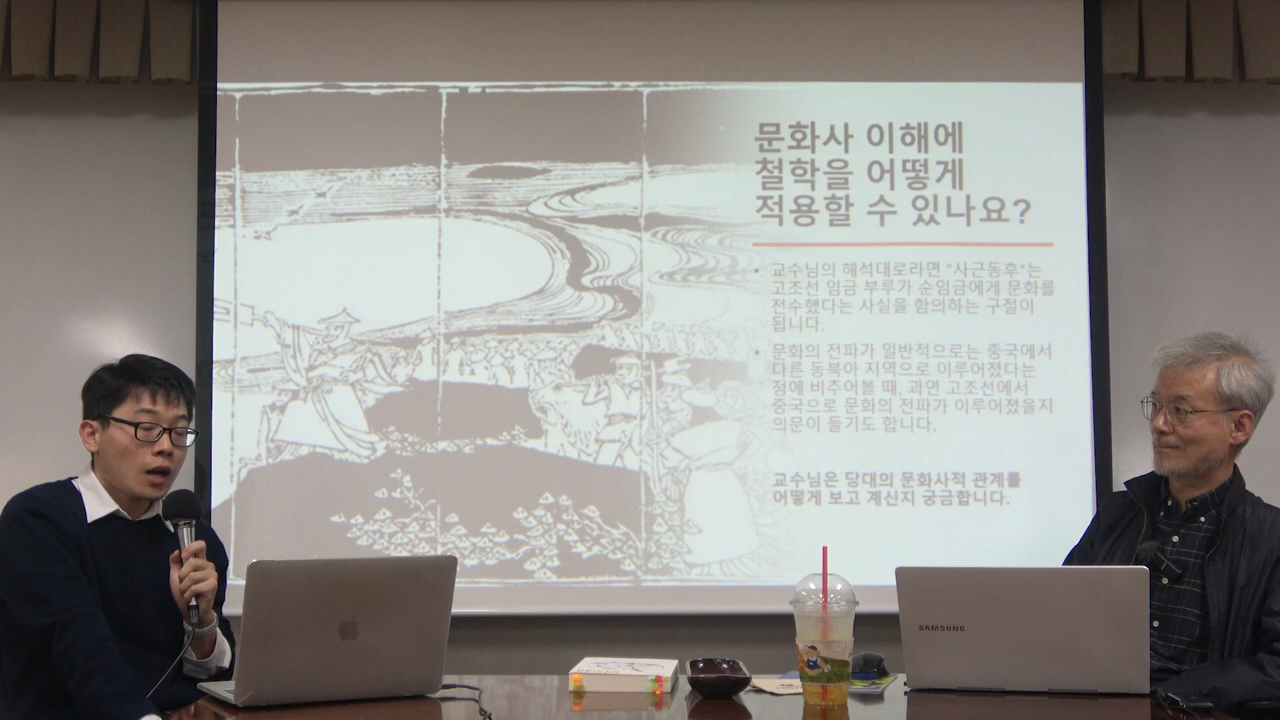 문화사 이해에
철학을 어떻게
적용할 수 있나요?
• 교수님의 해석대로라면 "사근동후"는
고조선 임금 부루가 순임금에게 문화를
전수했다는 사실을 함의하는 구절이
됩니다.
• 문화의 전파가 일반적으로는 중국에서
다른 동북아 지역으로 이루어졌다는
점에 비추어볼 때, 과연 고조선에서
중국으로 문화의 전파가 이루어졌을지
의문이 들기도 합니다.
교수님은 당대의 문화사적 관계를
어떻게 보고 계신지 궁금합니다.
SAMSUNG